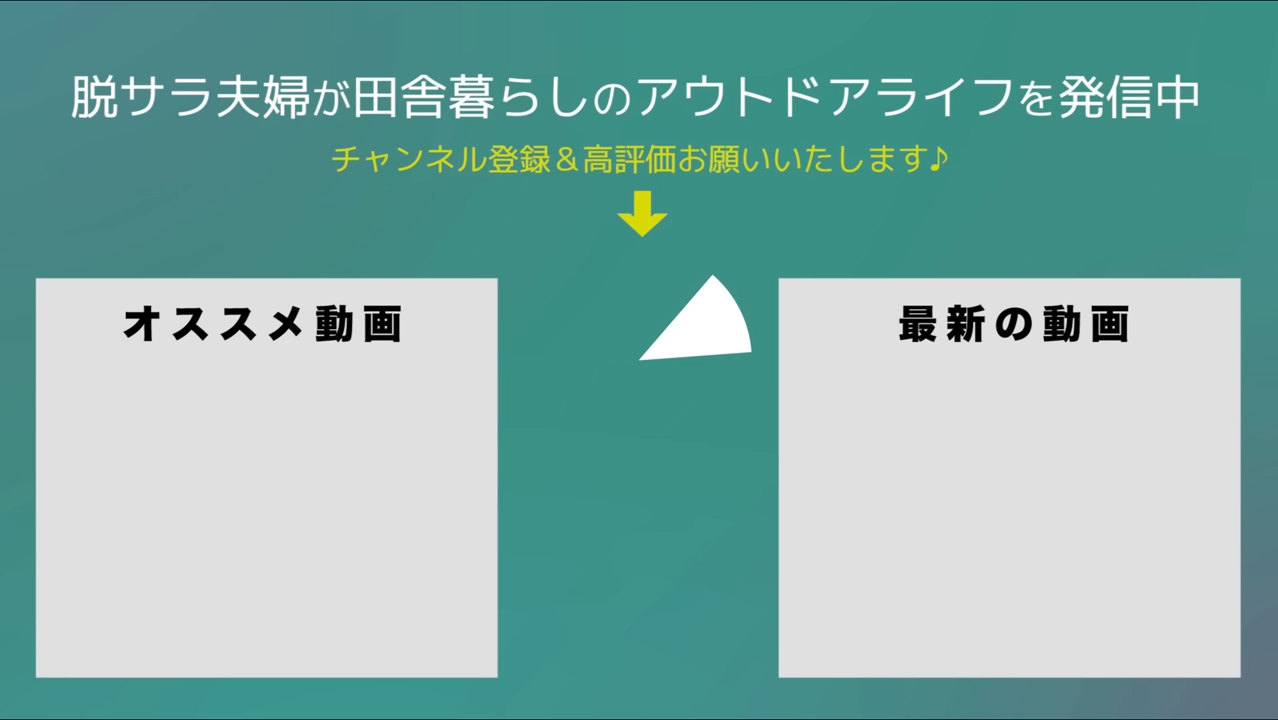 脱サラ夫婦が田舎暮らしのアウトドアライフを発信中
チャンネル登録＆高評価お願いいたします♪
オススメ動画
最新の動画